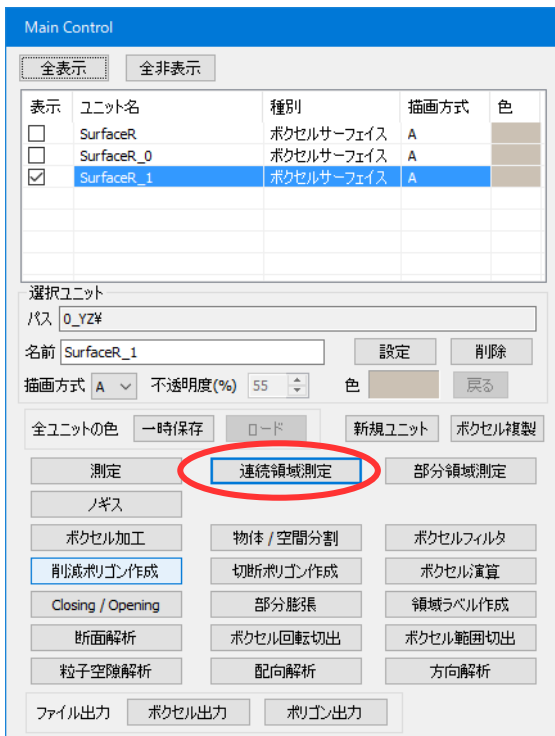 Main Control
全表示 全非表示
表示 ユニット名 種別 描画方式 色
SurfaceR ボクセルサーフェイス A
SurfaceR_0 ボクセルサーフェイス A
SurfaceR_1 ボクセルサーフェイス A
選択ユニット
パス 0_YZ¥
名前 SurfaceR_1 設定 削除
描画方式 A 不透明度(%) 55 色 戻る
全ユニットの色 一時保存 ロード 新規ユニット ボクセル複製
測定 連続領域測定 部分領域測定
ノギス
ボクセル加工 物体 / 空間分割 ボクセルフィルタ
削減ポリゴン作成 切断ポリゴン作成 ボクセル演算
Closing / Opening 部分膨張 領域ラベル作成
断面解析 ボクセル回転切出 ボクセル範囲切出
粒子空隙解析 配向解析 方向解析
ファイル出力 ボクセル出力 ポリゴン出力